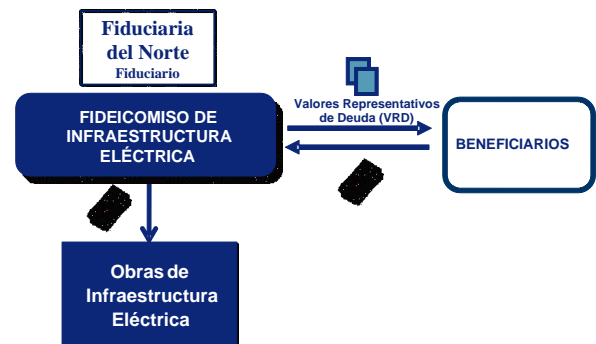 Fiduciaria
del Norte
Fiduciario
FIDEICOMISO DE
INFRAESTRUCTURA
ELÉCTRICA
Valores Representativos
de Deuda (VRD)
BENEFICIARIOS
Obras de
Infraestructura
Eléctrica